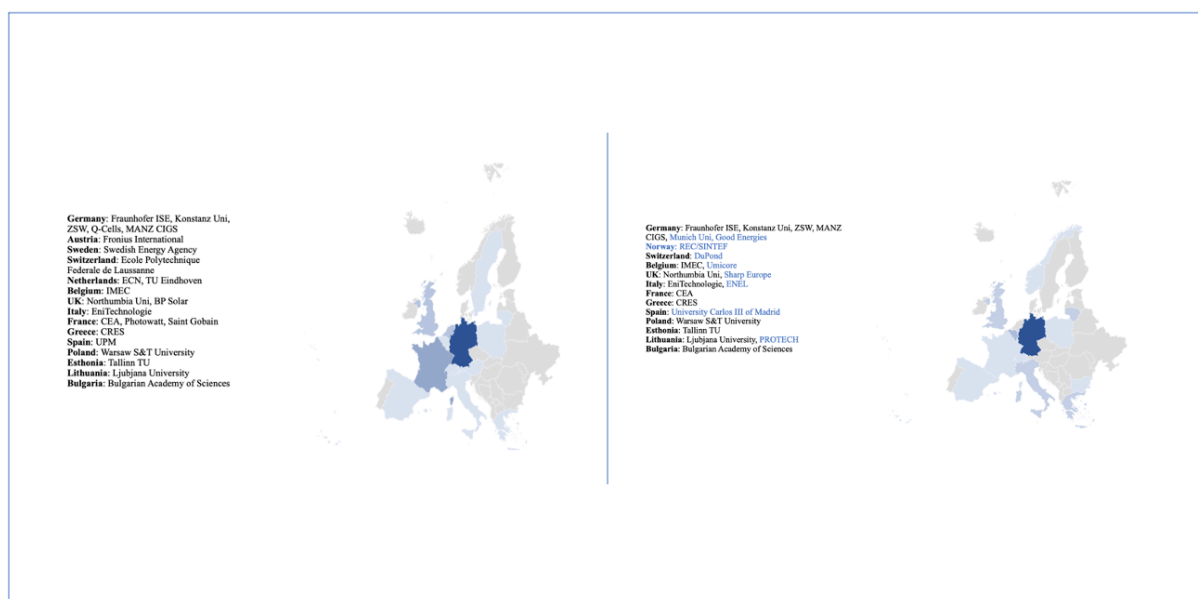 Germany: Fraunhofer ISE, Konstanz Uni,
ZSW, Q-Cells, MANZ CIGS
Austria: Fronius International
Sweden: Swedish Energy Agency
Switzerland: Ecole Polytechnique
Federale de Laussanne
Netherlands: ECN, TU Eindhoven
Belgium: IMEC
UK: Northumbia Uni, BP Solar
Italy: EniTechnologie
France: CEA, Photowatt, Saint Gobain
Greece: CRES
Spain: UPM
Poland: Warsaw S&T University
Esthonia: Tallinn TU
Lithuania: Ljubjana University
Bulgaria: Bulgarian Academy of Sciences
Germany: Fraunhofer ISE, Konstanz Uni, ZSW, MANZ
CIGS, Munich Uni, Good Energies
Norway: REC/SINTEF
Switzerland: DuPond
Belgium: IMEC, Umicore
UK: Northumbia Uni, Sharp Europe
Italy: EniTechnologie, ENEL
France: CEA
Greece: CRES
Spain: University Carlos III of Madrid
Poland: Warsaw S&T University
Esthonia: Tallinn TU
Lithuania: Ljubjana University, PROTECH
Bulgaria: Bulgarian Academy of Sciences